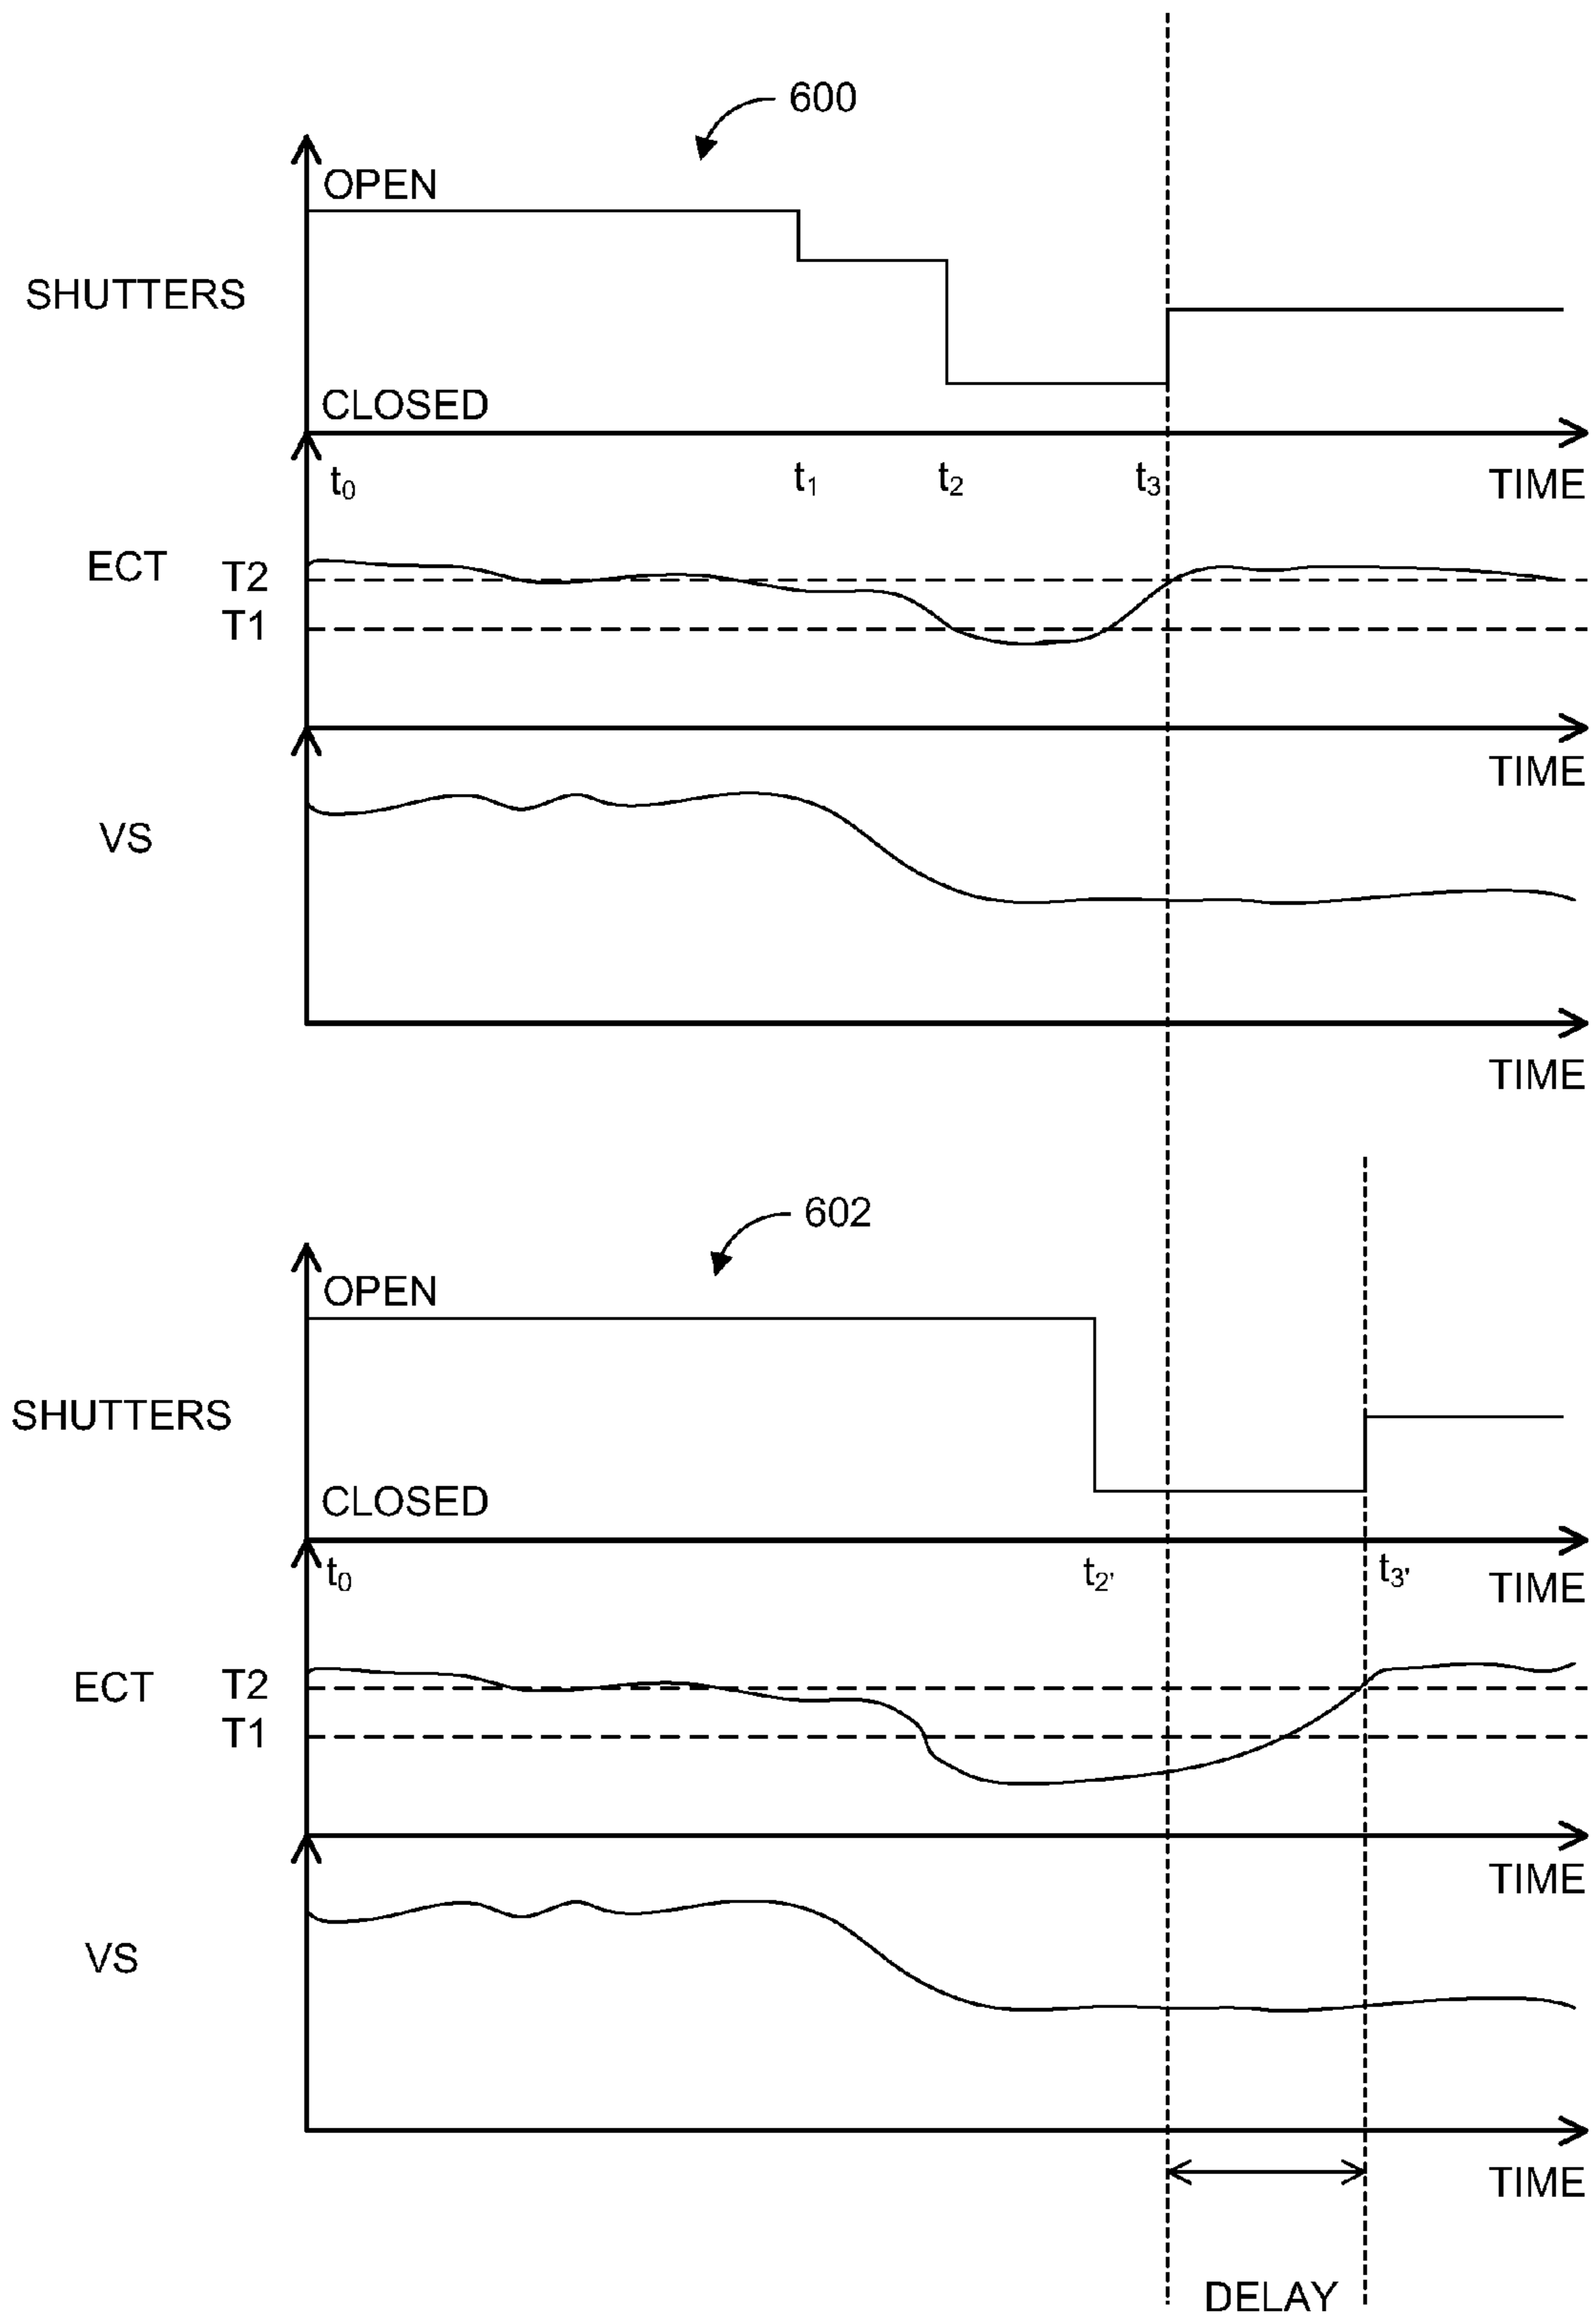 600
OPEN
SHUTTERS
CLOSED
t0 t1 t2 t3 TIME
ECT T2
T1
TIME
VS
TIME
602
OPEN
SHUTTERS
CLOSED
t0 t2' t3' TIME
ECT T2
T1
TIME
VS
TIME
DELAY